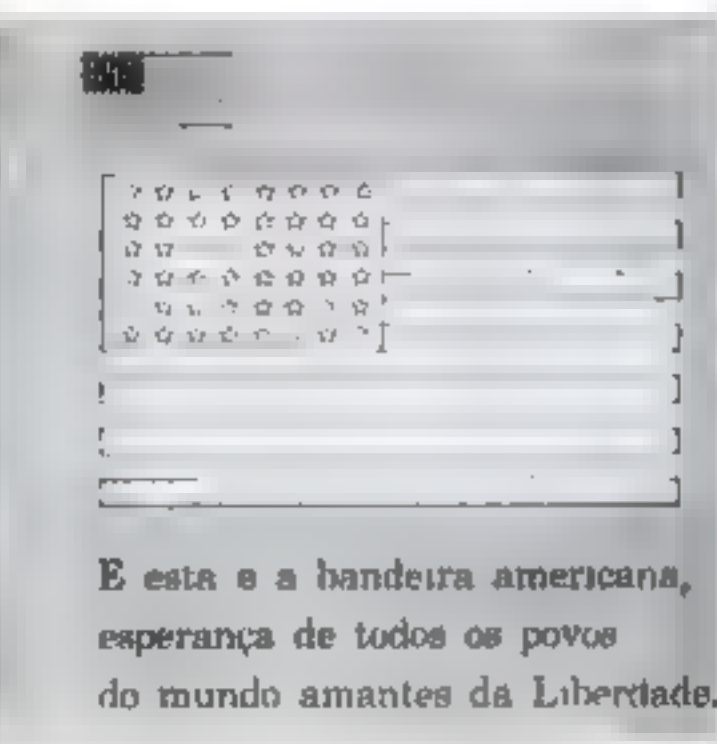 E esta e a bandeira americana,
esperança de todos os povos
do mundo amantes da Liberdade.